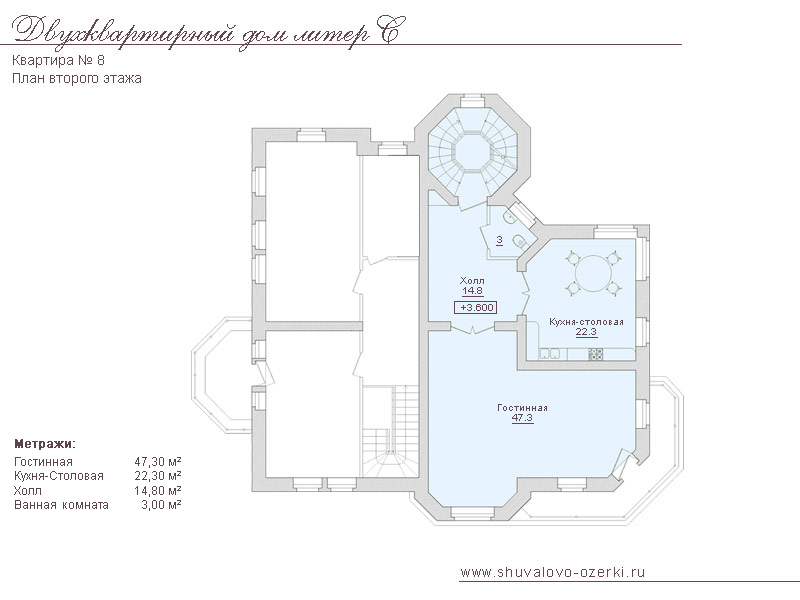 Двухквартирный дом литер С
Квартира № 8
План второго этажа
3
Холл
14.8
+3.600
Кухня-столовая
22.3
Гостинная
47.3
Метражи:
Гостинная 47,30 м²
Кухня-Столовая 22,30 м²
Холл 14,80 м²
Ванная комната 3,00 м²
www.shuvalovo-ozerki.ru